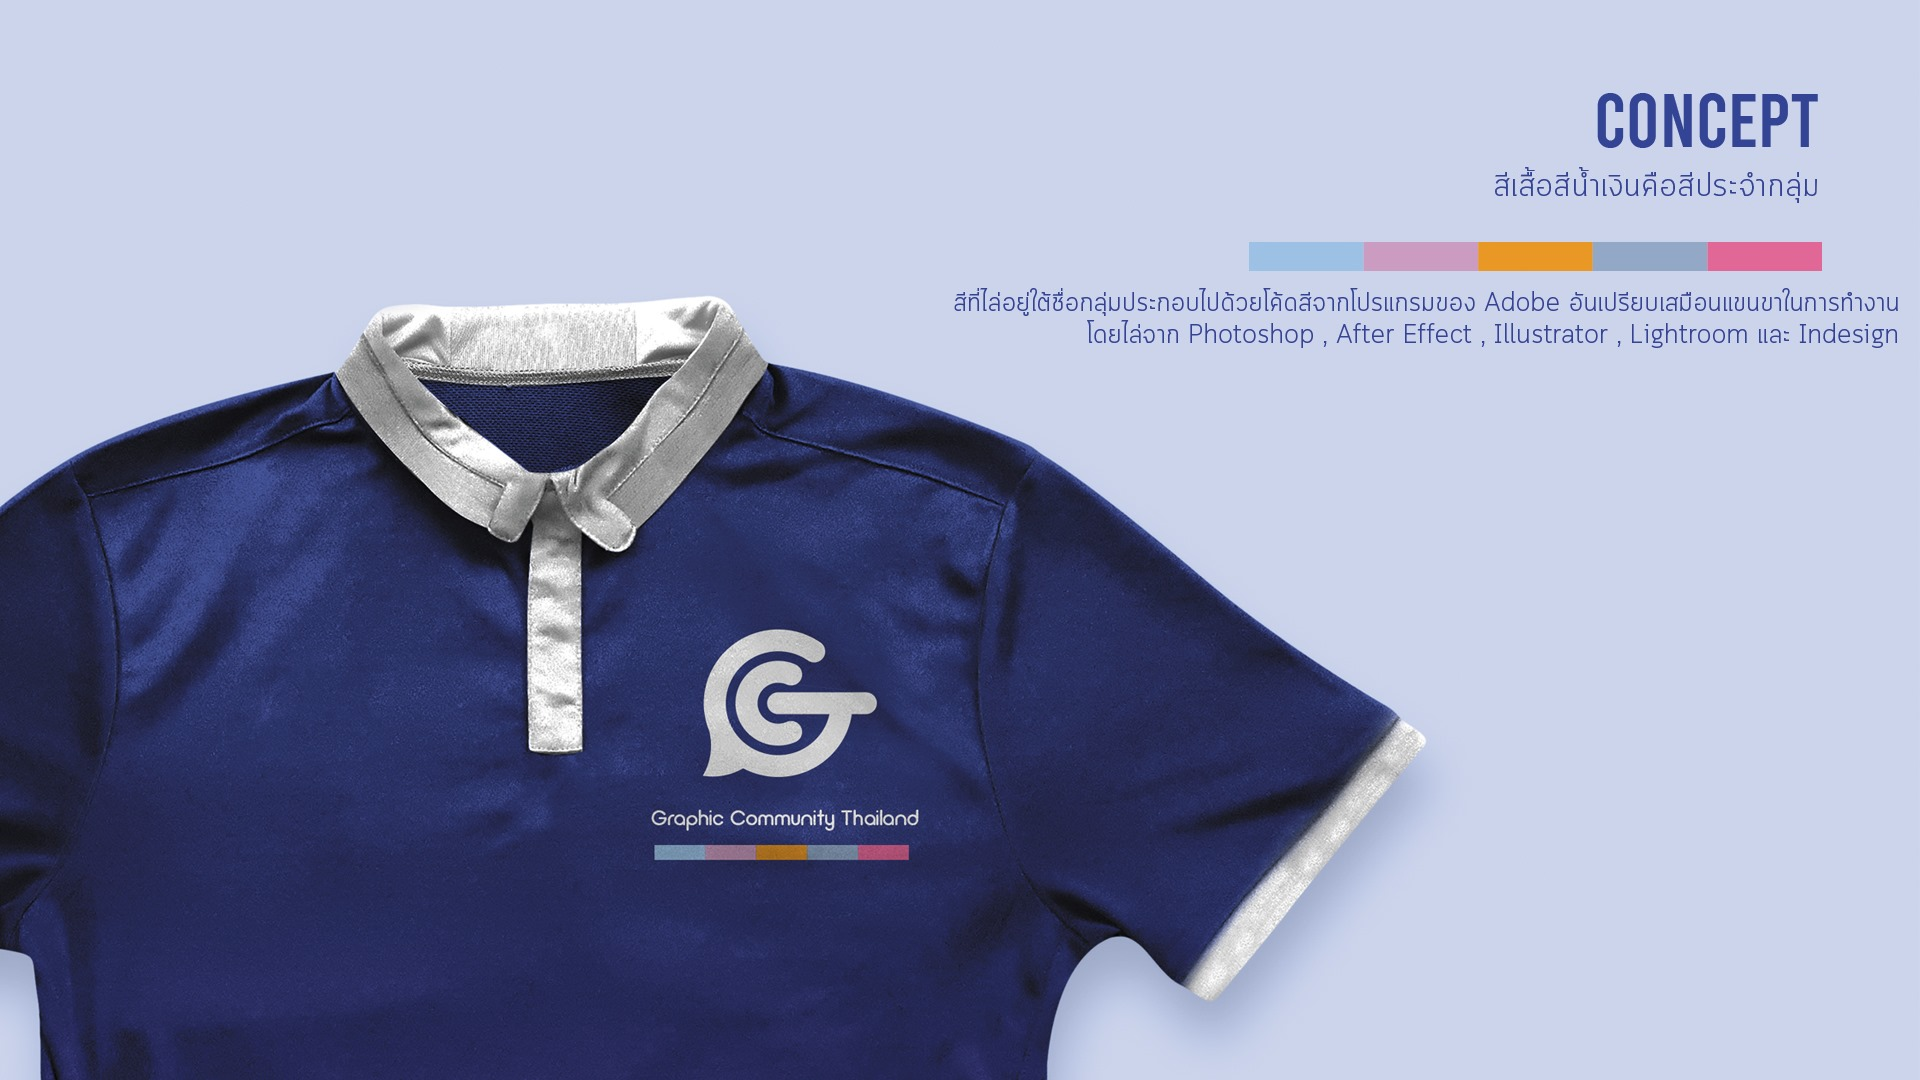 CONCEPT
สีเสื้อสีน้ำเงินคือสีประจำกลุ่ม
สีที่ไล่อยู่ใต้ชื่อกลุ่มประกอบไปด้วยโค้ดสีจากโปรแกรมของ Adobe อันเปรียบเสมือนแขนขาในการทำงาน
โดยไล่จาก Photoshop , After Effect , Illustrator , Lightroom และ Indesign
Graphic Community Thailand